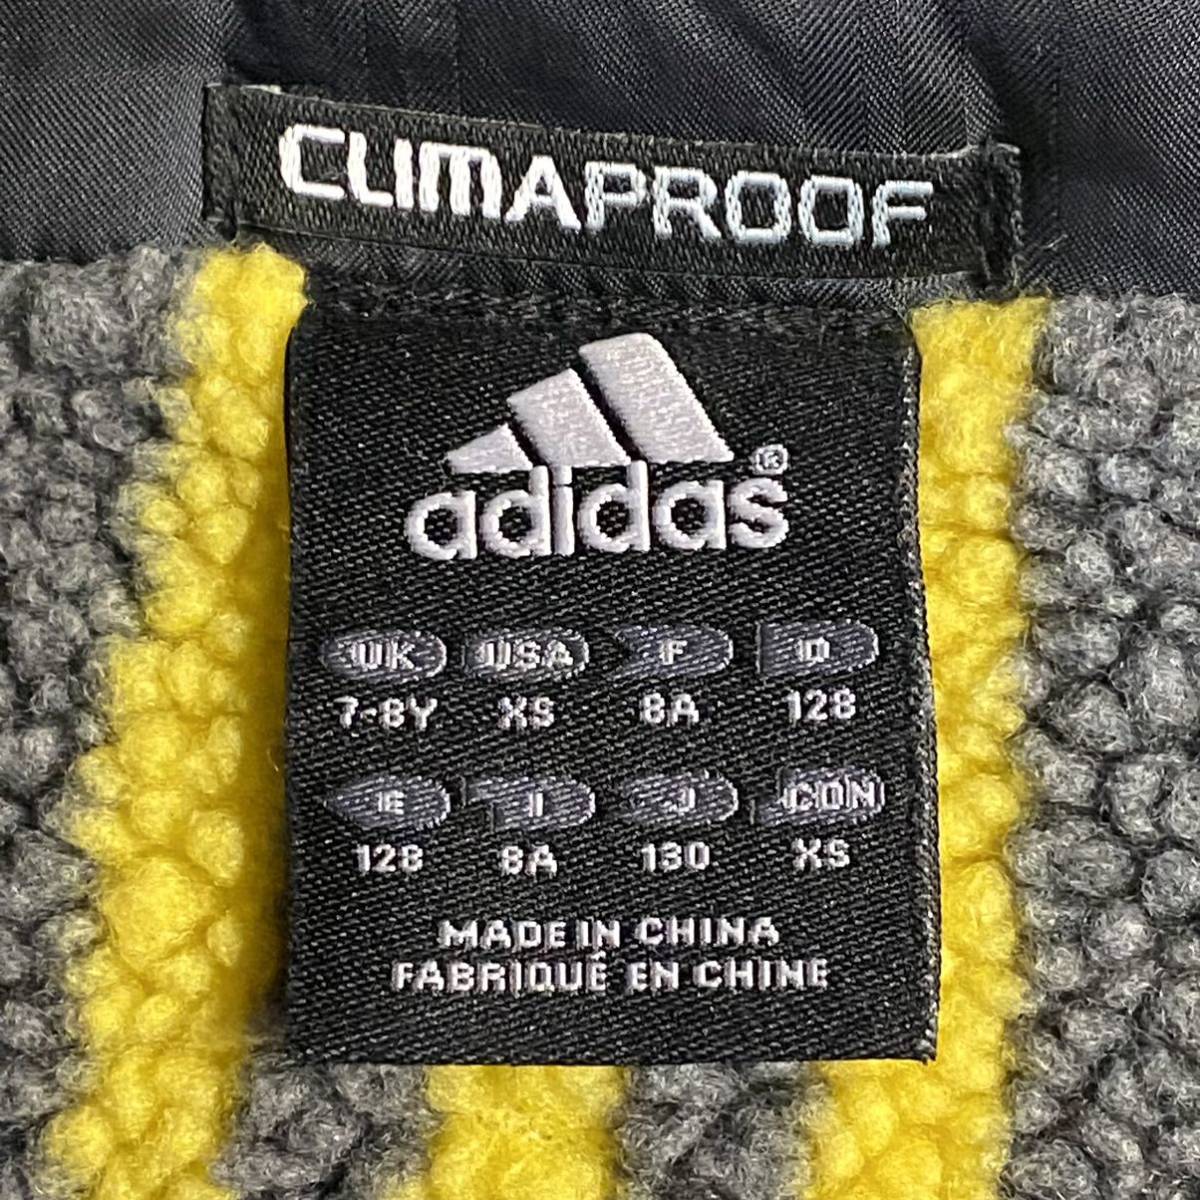 CLIMAPROOF
adidas®
UK USA F D
7-8Y XS 8A 128
E I J CON
128 8A 130 XS
MADE IN CHINA
FABRIQUÉ EN CHINE